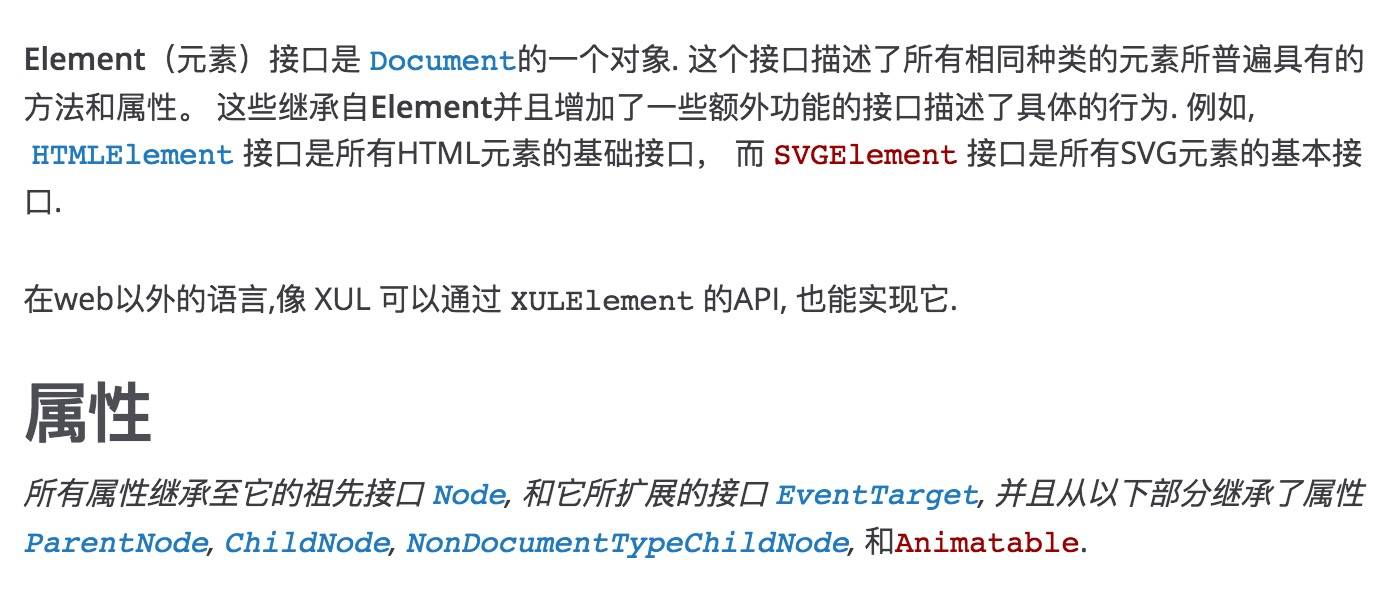 Element（元素）接口是 Document的一个对象. 这个接口描述了所有相同种类的元素所普遍具有的
方法和属性。 这些继承自Element并且增加了一些额外功能的接口描述了具体的行为. 例如,
HTMLElement 接口是所有HTML元素的基础接口， 而 SVGElement 接口是所有SVG元素的基本接
口.
在web以外的语言,像 XUL 可以通过 XULElement 的API, 也能实现它.
属性
所有属性继承至它的祖先接口 Node, 和它所扩展的接口 EventTarget, 并且从以下部分继承了属性
ParentNode, ChildNode, NonDocumentTypeChildNode, 和Animatable.